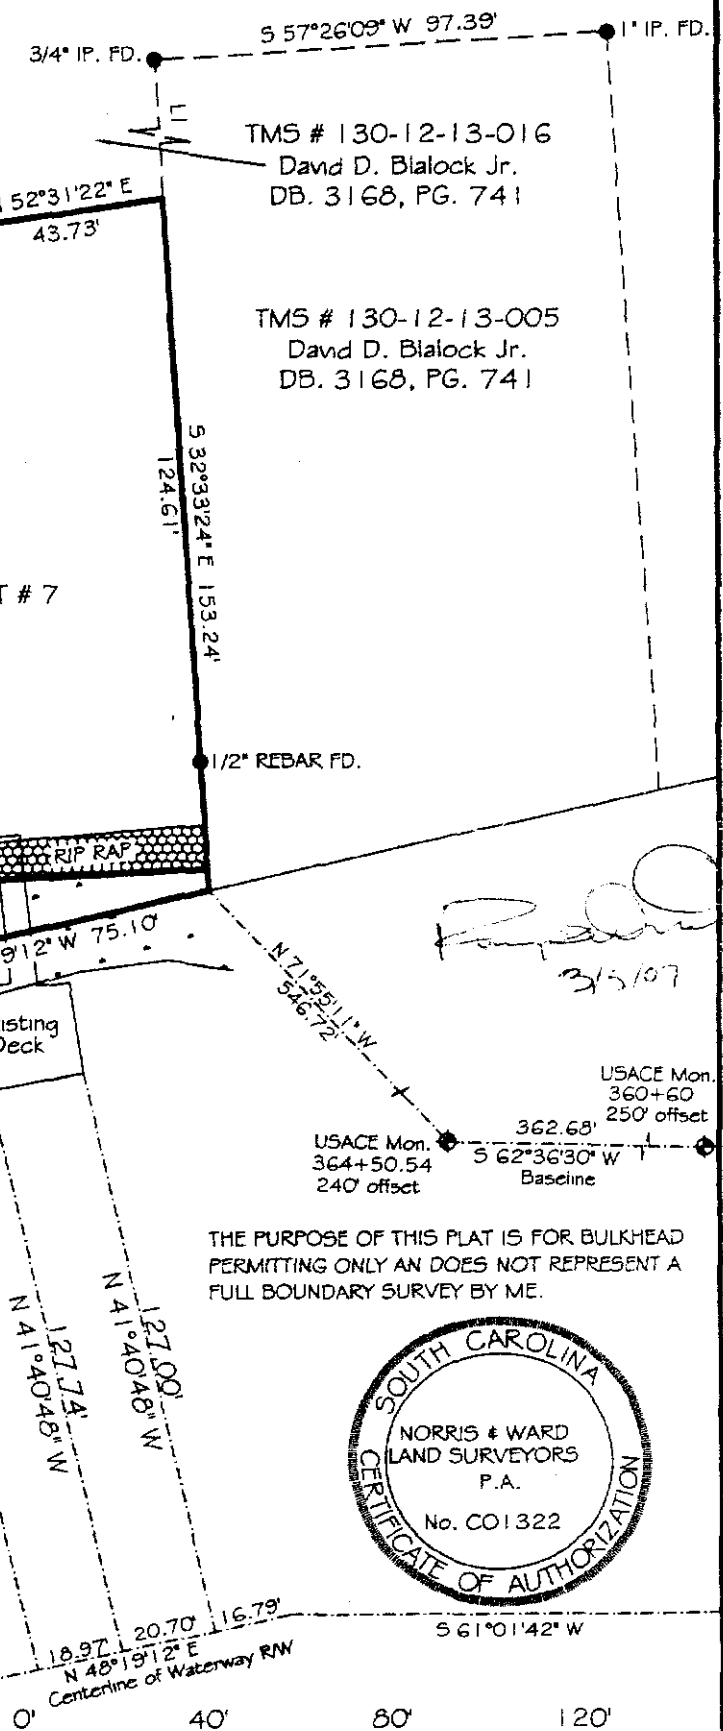 S 57°26'09" W 97.39'
3/4" IP. FD.
1" IP. FD.
L1
TMS # 130-12-13-016
David D. Blalock Jr.
DB. 3168, PG. 741
52°31'22" E
43.73'
TMS # 130-12-13-005
David D. Blalock Jr.
DB. 3168, PG. 741
S 32°33'24" E 153.24'
124.61'
T # 7
1/2" REBAR FD.
RIP RAP
9'12" W 75.10'
N 71°55'11" W
546.72'
3/5/07
isting
Deck
USACE Mon.
360+60
250' offset
USACE Mon.
364+50.54
240' offset
362.68'
S 62°36'30" W
Baseline
THE PURPOSE OF THIS PLAT IS FOR BULKHEAD
PERMITTING ONLY AN DOES NOT REPRESENT A
FULL BOUNDARY SURVEY BY ME.
127.74'
N 41°40'48" W
127.00'
N 41°40'48" W
SOUTH CAROLINA
NORRIS & WARD
LAND SURVEYORS
P.A.
No. CO1322
CERTIFICATE OF AUTHORIZATION
18.97' 20.70' 16.79'
N 48°19'12" E
Centerline of Waterway R/W
S 61°01'42" W
0' 40' 80' 120'